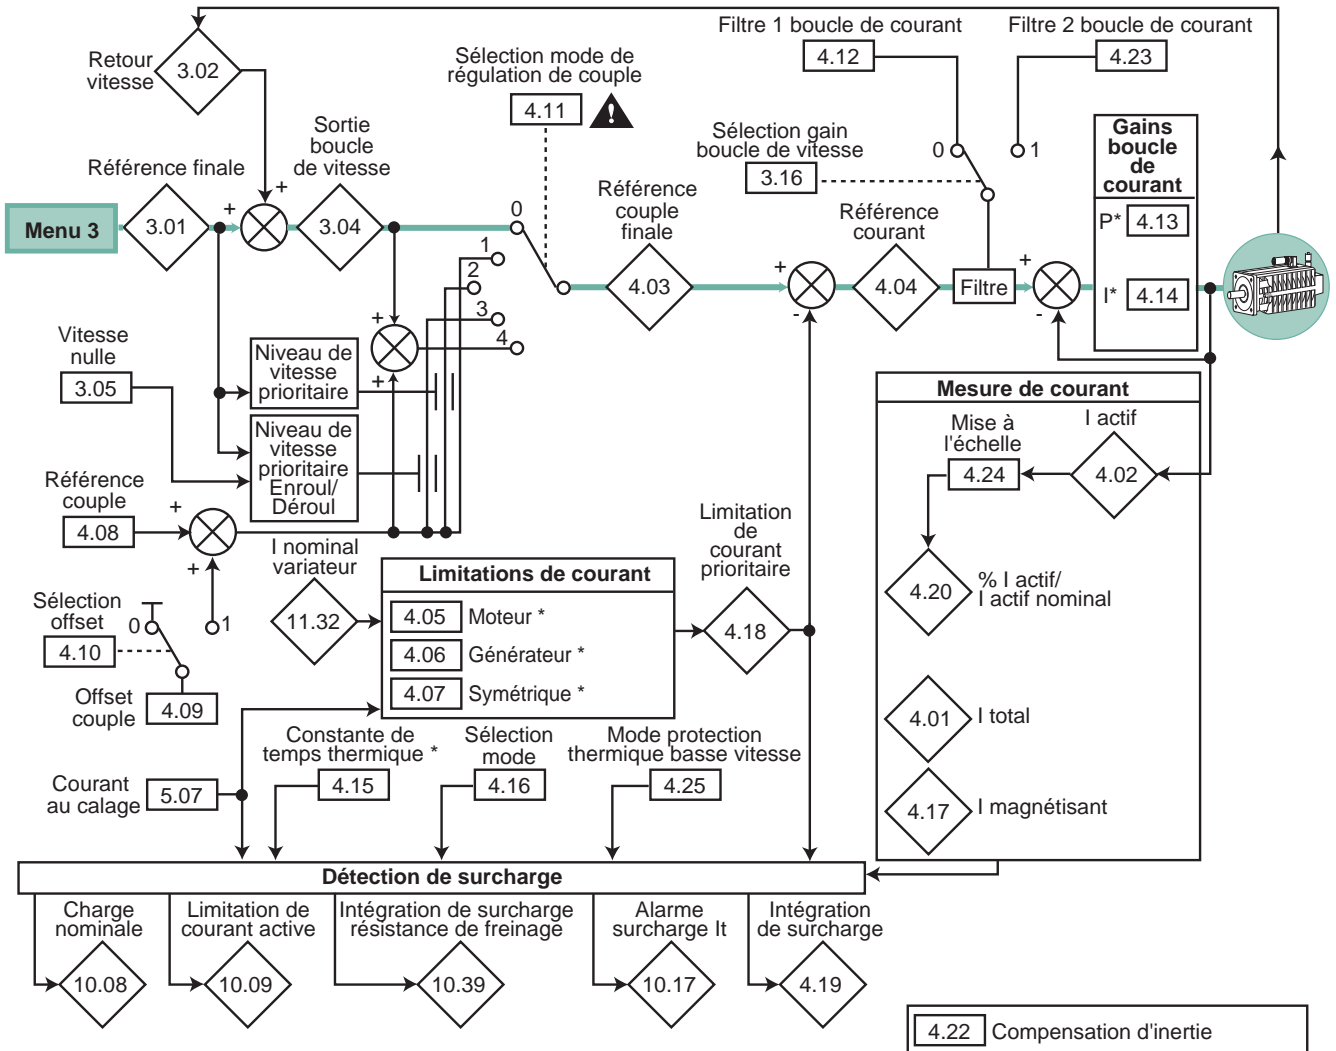 Filtre 1 boucle de courant
4.12
Filtre 2 boucle de courant
4.23
Retour
vitesse
3.02
Sélection mode de
régulation de couple
4.11
!
Sortie
boucle
de vitesse
3.04
Sélection gain
boucle de vitesse
3.16
0
1
Gains
boucle
de
courant
P*
4.13
I*
4.14
Référence finale
Menu 3
3.01
+
+
0
1
2
3
4
Référence
couple
finale
4.03
+
-
Référence
courant
4.04
Filtre
+
-
Vitesse
nulle
3.05
Niveau de
vitesse
prioritaire
+
+
Niveau de
vitesse
prioritaire
Enroul/
Déroul
Référence
couple
4.08
+
+
Sélection
offset
4.10
0
1
Offset
couple
4.09
I nominal
variateur
11.32
Limitations de courant
4.05
Moteur *
4.06
Générateur *
4.07
Symétrique *
Limitation
de
courant
prioritaire
4.18
Mesure de courant
I actif
4.02
Mise à
l'échelle
4.24
4.20
% I actif/
I actif nominal
4.01
I total
4.17
I magnétisant
Courant
au calage
5.07
Constante de
temps thermique *
4.15
Sélection
mode
4.16
Mode protection
thermique basse vitesse
4.25
Détection de surcharge
Charge
nominale
10.08
Limitation de
courant active
10.09
Intégration de surcharge
résistance de freinage
10.39
Alarme
surcharge It
10.17
Intégration
de surcharge
4.19
4.22
Compensation d'inertie